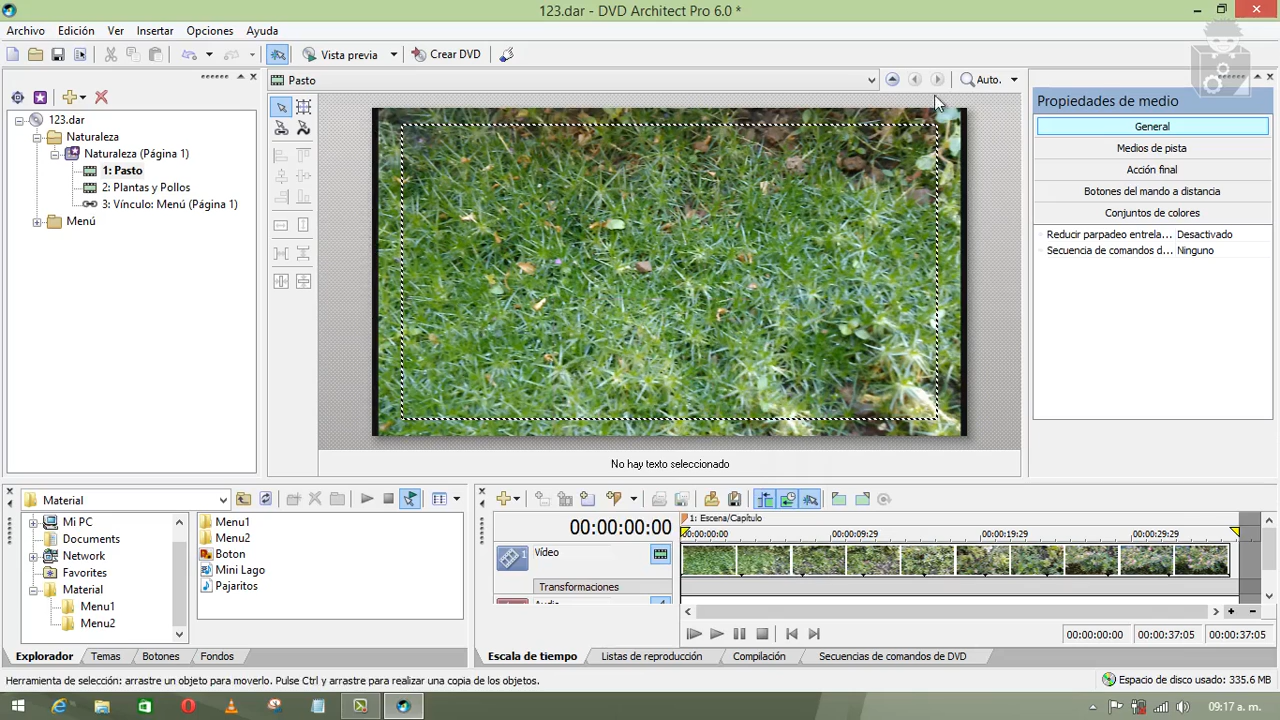 123.dar - DVD Architect Pro 6.0 *
Archivo Edición Ver Insertar Opciones Ayuda
Vista previa Crear DVD
Pasto
Auto.
123.dar
Naturaleza
Naturaleza (Página 1)
1: Pasto
2: Plantas y Pollos
3: Vínculo: Menú (Página 1)
Menú
No hay texto seleccionado
Propiedades de medio
General
Medios de pista
Acción final
Botones del mando a distancia
Conjuntos de colores
Reducir parpadeo entrela... Desactivado
Secuencia de comandos d... Ninguno
Material
Mi PC
Documents
Network
Favorites
Material
Menu1
Menu2
Menu1
Menu2
Boton
Mini Lago
Pajaritos
Explorador Temas Botones Fondos
00:00:00:00
1: Escena/Capítulo
00:00:00:00 00:00:09:29 00:00:19:29 00:00:29:29
Vídeo
Transformaciones
00:00:00:00 00:00:37:05 00:00:37:05
Escala de tiempo Listas de reproducción Compilación Secuencias de comandos de DVD
Herramienta de selección: arrastre un objeto para moverlo. Pulse Ctrl y arrastre para realizar una copia de los objetos.
Espacio de disco usado: 335.6 MB
09:17 a. m.